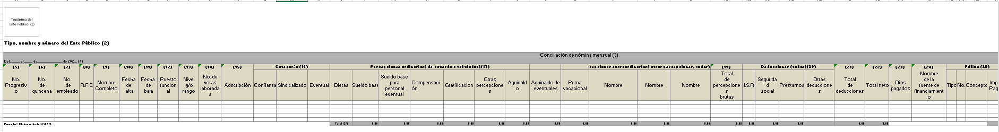 Topónimo del
Ente Público. (1)
Tipo, nombre y número del Ente Público (2)
Conciliación de nómina mensual (3)
Del_____al_____de_______________de 202_. (4)
(5) (6) (7) (8) (9) (10) (11) (12) (13) (14) (15) Categoría (16) Percepciones ordinarias( de acuerdo a tabulador)(17) cepciones extraordinarias( otras percepciones, todas) (19) Deducciones (todas)(20) (21) (22) (23) (24) Póliza (25)
No. Progresivo
No. de quincena
No. de empleado
R.F.C
Nombre Completo
Fecha de alta
Fecha de baja
Puesto funcional
Nivel y/o rango
No. de horas laboradas
Adscripción
Confianza
Sindicalizado
Eventual
Dietas
Sueldo base
Sueldo base para personal eventual
Compensación
Gratificación
Otras percepciones
Aguinaldo
Aguinaldo de eventuales
Prima vacacional
Nombre
Nombre
Nombre
Total de percepciones brutas
I.S.R
Seguridad social
Préstamos
Otras deducciones
Total de deducciones
Total neto
Días pagados
Nombre de la fuente de financiamiento
Tipo
No.
Concepto
Imp
Pag
Fuente: Elaboración del OSFEM.
Total (27) 0.00 0.00 0.00 0.00 0.00 0.00 0.00 0.00 0.00 0.00 0.00 0.00 0.00 0.00 0.00 0.00 0.00 0.00